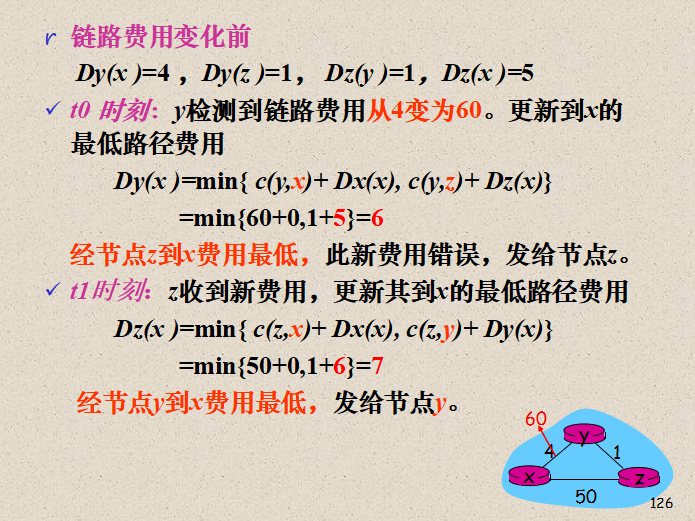 r 链路费用变化前
Dy(x )=4 ，Dy(z )=1， Dz(y )=1，Dz(x )=5
✓ t0 时刻：y检测到链路费用从4变为60。更新到x的
最低路径费用
Dy(x )=min{ c(y,x)+ Dx(x), c(y,z)+ Dz(x)}
=min{60+0,1+5}=6
经节点z到x费用最低，此新费用错误，发给节点z。
✓ t1时刻：z收到新费用，更新其到x的最低路径费用
Dz(x )=min{ c(z,x)+ Dx(x), c(z,y)+ Dy(x)}
=min{50+0,1+6}=7
经节点y到x费用最低，发给节点y。
60
y
4
1
x
z
50
126